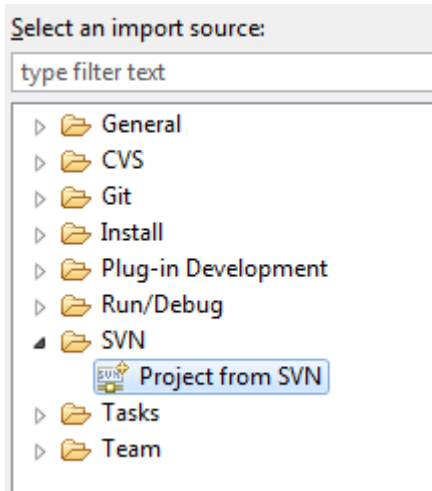 Select an import source:
type filter text
General
CVS
Git
Install
Plug-in Development
Run/Debug
SVN
SVN Project from SVN
Tasks
Team